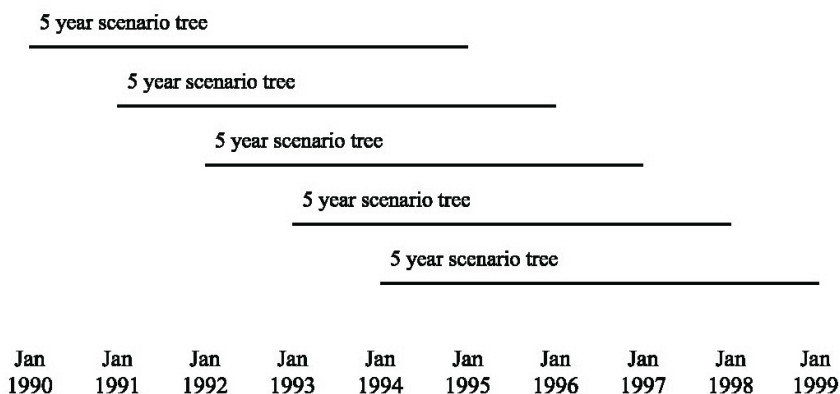 5 year scenario tree
5 year scenario tree
5 year scenario tree
5 year scenario tree
5 year scenario tree
Jan Jan Jan Jan Jan Jan Jan Jan Jan Jan
1990 1991 1992 1993 1994 1995 1996 1997 1998 1999